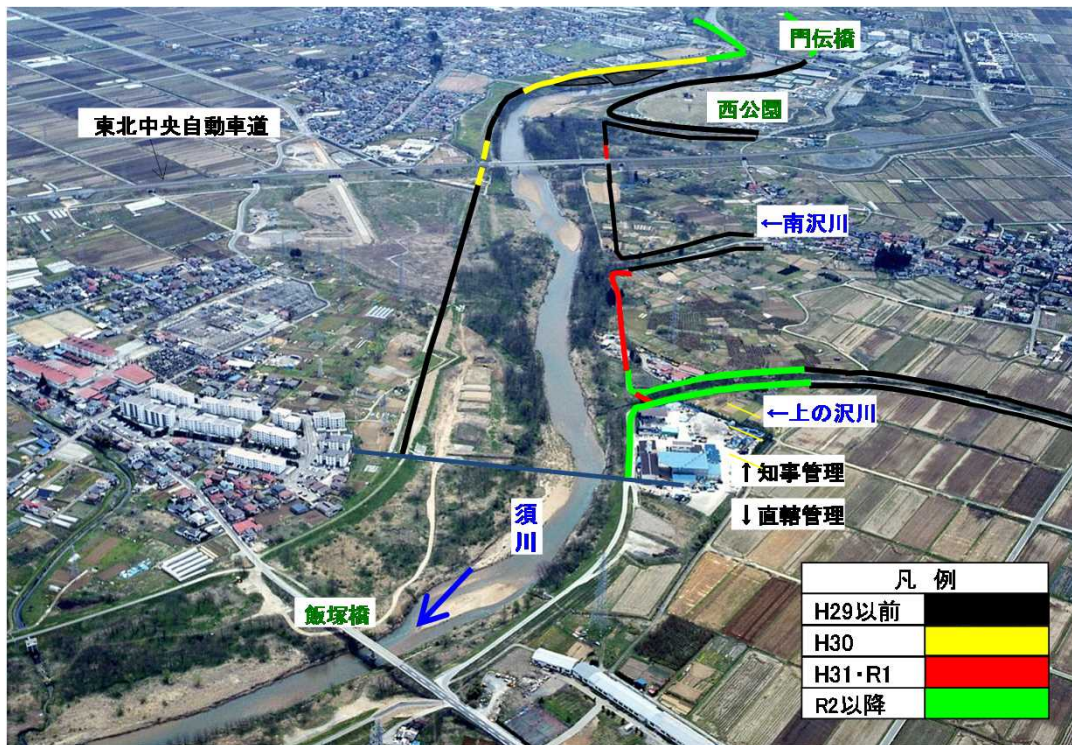 門伝橋
西公園
東北中央自動車道
←南沢川
←上の沢川
↑知事管理
↓直轄管理
須
川
飯塚橋
凡 例
H29以前
H30
H31・R1
R2以降